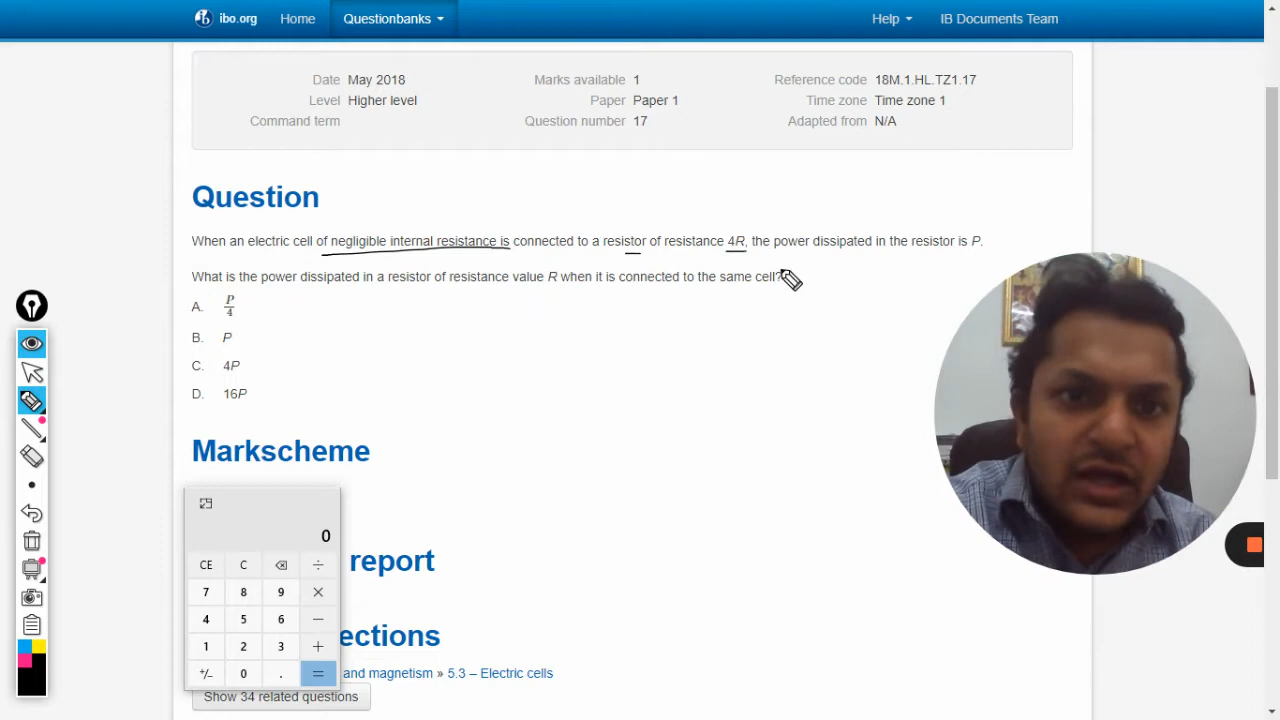 ibo.org Home Questionbanks Help IB Documents Team
Date May 2018 Marks available 1 Reference code 18M.1.HL.TZ1.17
Level Higher level Paper Paper 1 Time zone Time zone 1
Command term Question number 17 Adapted from N/A
Question
When an electric cell of negligible internal resistance is connected to a resistor of resistance 4R, the power dissipated in the resistor is P.
What is the power dissipated in a resistor of resistance value R when it is connected to the same cell?
A. P/4
B. P
C. 4P
D. 16P
Markscheme
0
report
CE C ⌫ ÷
7 8 9 ×
4 5 6 −
1 2 3 +
+/− 0 . =
ections
and magnetism » 5.3 – Electric cells
Show 34 related questions